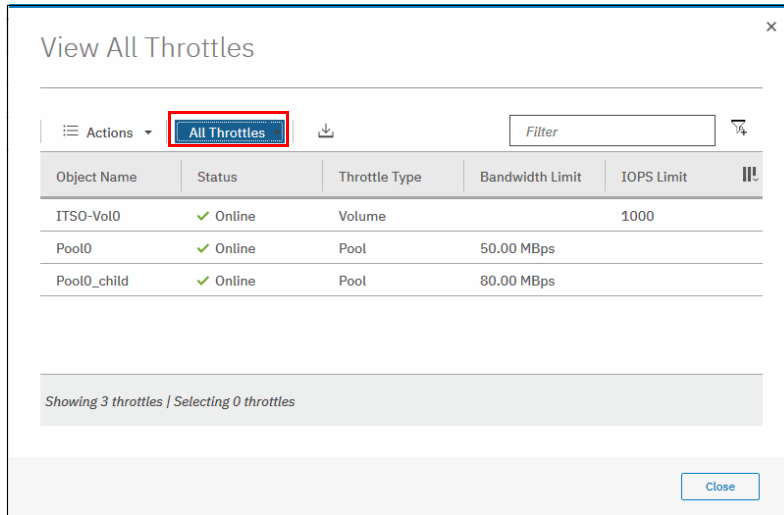 View All Throttles
Actions All Throttles Filter
Object Name Status Throttle Type Bandwidth Limit IOPS Limit
ITSO-Vol0 Online Volume 1000
Pool0 Online Pool 50.00 MBps
Pool0_child Online Pool 80.00 MBps
Showing 3 throttles | Selecting 0 throttles
Close